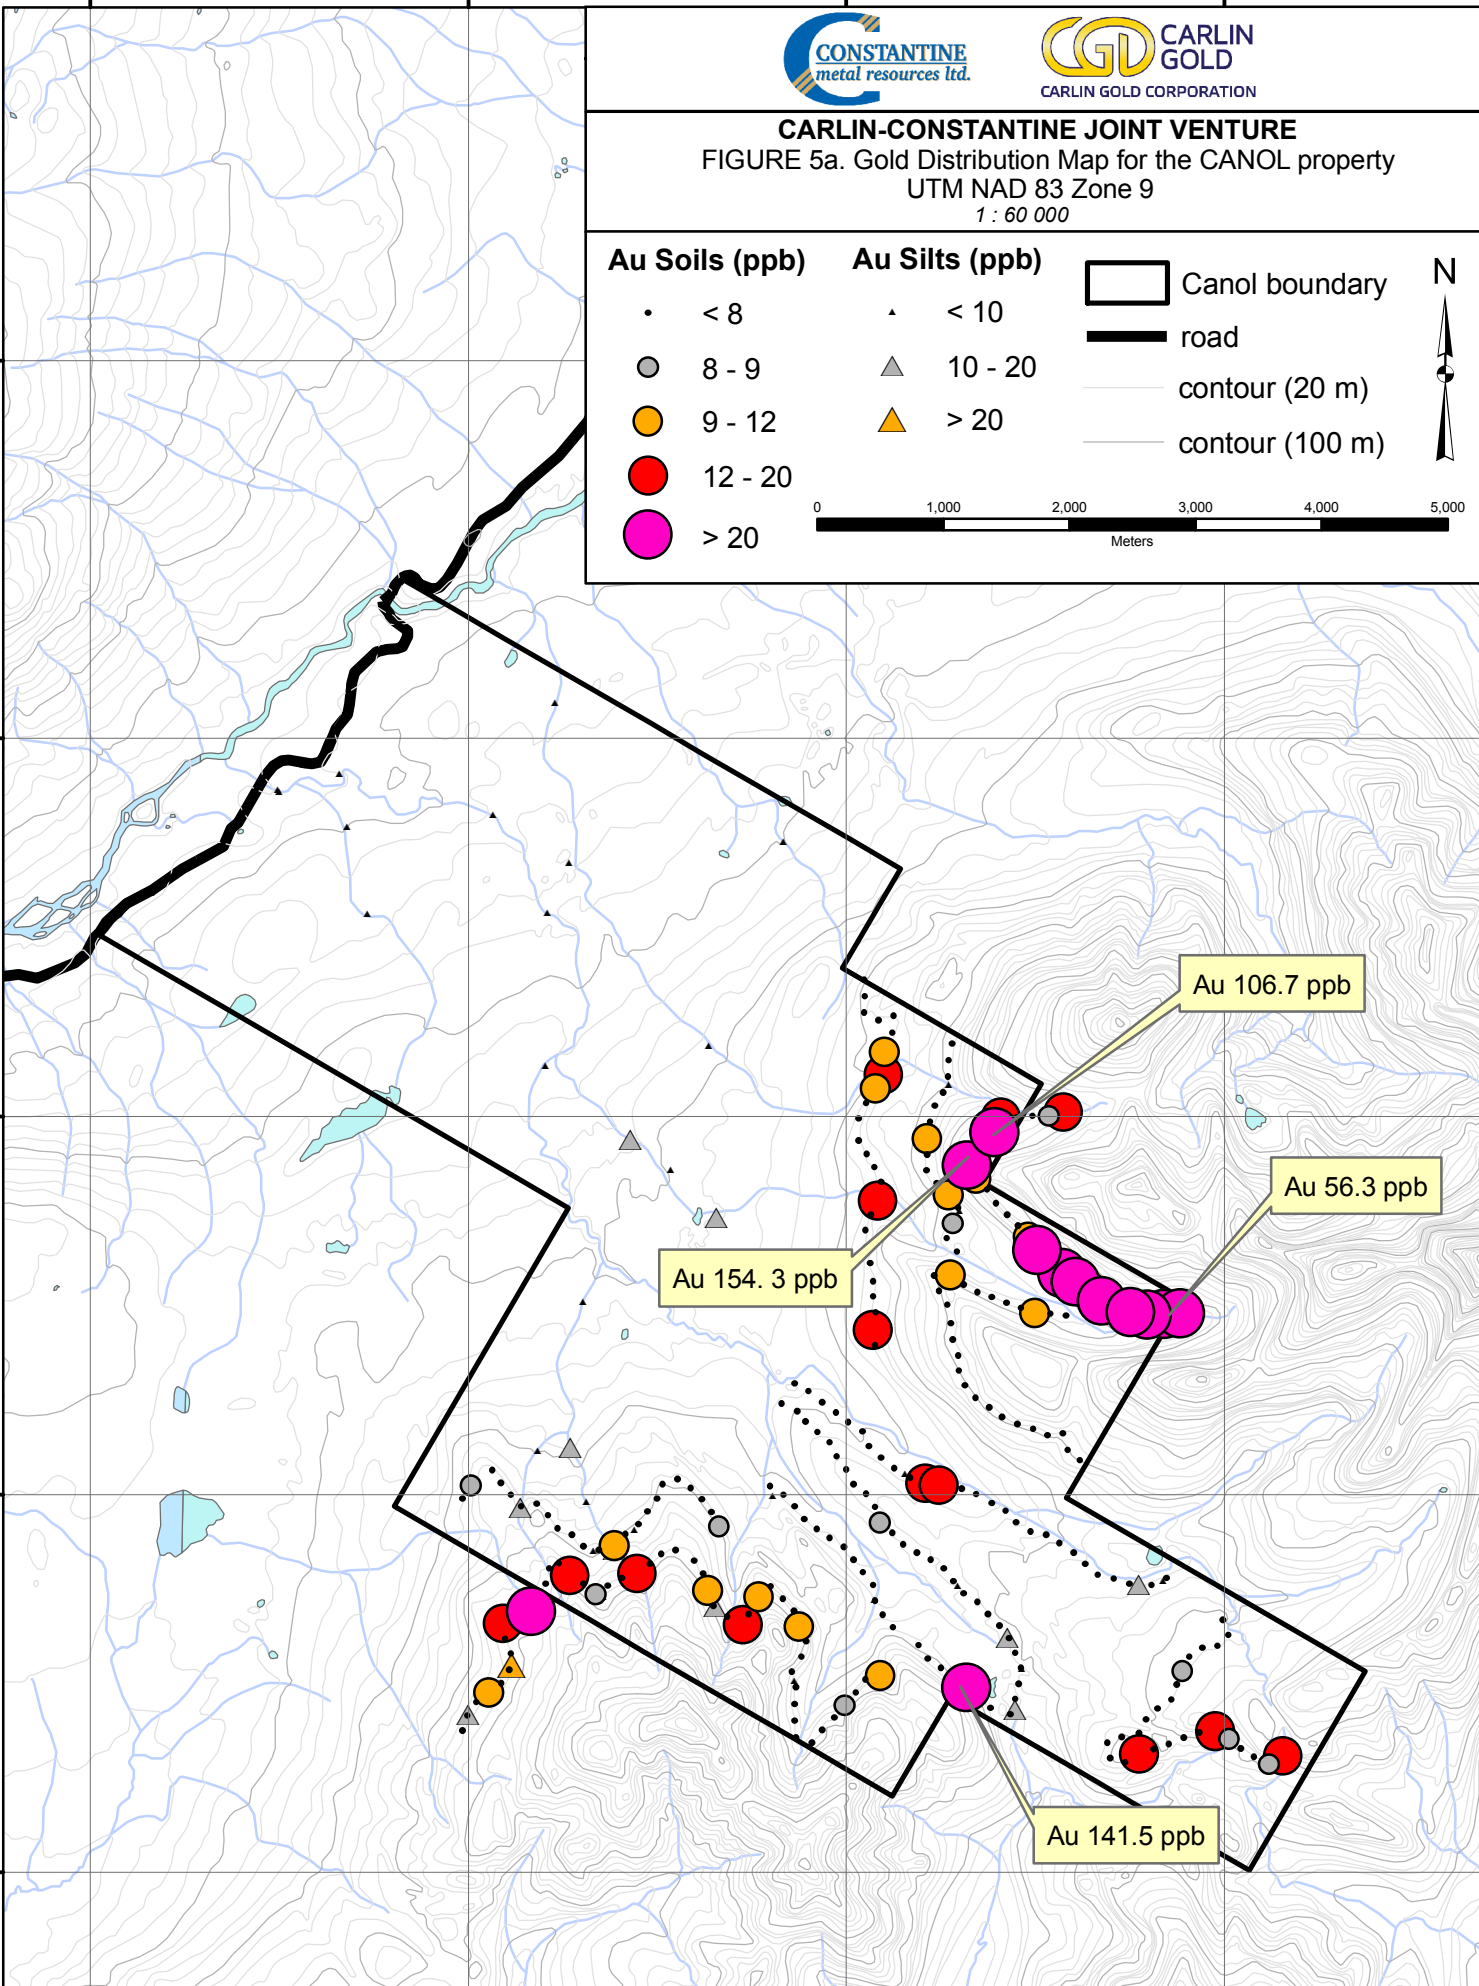 CONSTANTINE
metal resources ltd.
CGD
CARLIN
GOLD
CARLIN GOLD CORPORATION
CARLIN-CONSTANTINE JOINT VENTURE
FIGURE 5a. Gold Distribution Map for the CANOL property
UTM NAD 83 Zone 9
1 : 60 000
Au Soils (ppb)
< 8
8 - 9
9 - 12
12 - 20
> 20
Au Silts (ppb)
< 10
10 - 20
> 20
Canol boundary
road
contour (20 m)
contour (100 m)
N
0 1,000 2,000 3,000 4,000 5,000
Meters
Au 106.7 ppb
Au 56.3 ppb
Au 154. 3 ppb
Au 141.5 ppb